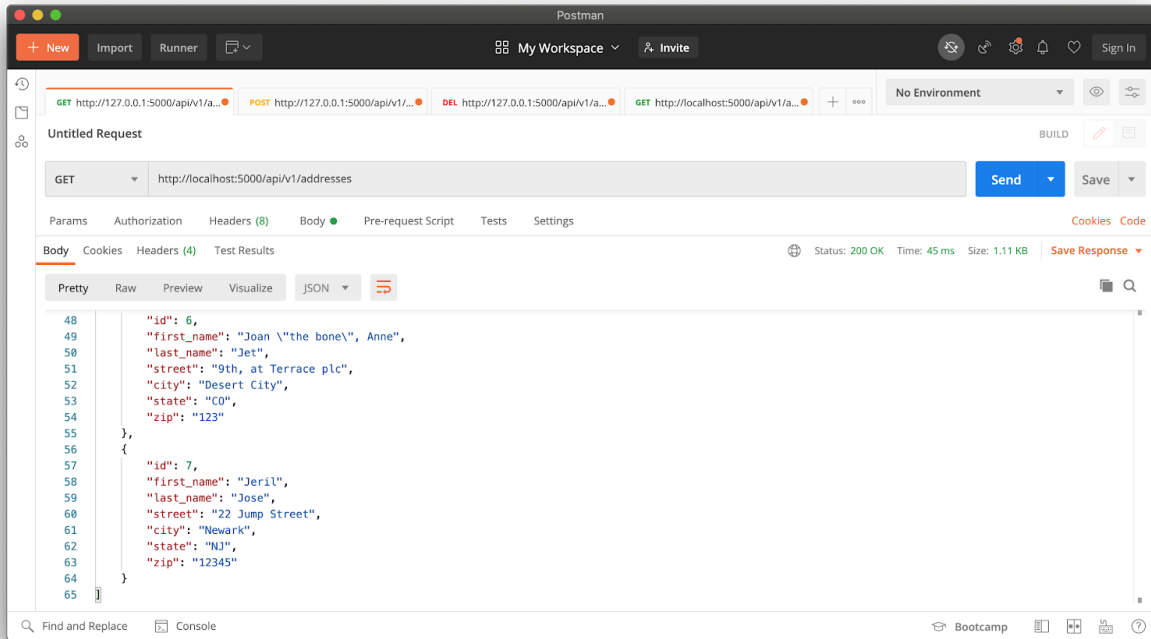 Postman
+ New Import Runner My Workspace Invite Sign In
GET http://127.0.0.1:5000/api/v1/a... POST http://127.0.0.1:5000/api/v1/... DEL http://127.0.0.1:5000/api/v1/a... GET http://localhost:5000/api/v1/a... No Environment
Untitled Request BUILD
GET http://localhost:5000/api/v1/addresses Send Save
Params Authorization Headers (8) Body Pre-request Script Tests Settings Cookies Code
Body Cookies Headers (4) Test Results Status: 200 OK Time: 45 ms Size: 1.11 KB Save Response
Pretty Raw Preview Visualize JSON
48 "id": 6,
49 "first_name": "Joan \"the bone\", Anne",
50 "last_name": "Jet",
51 "street": "9th, at Terrace plc",
52 "city": "Desert City",
53 "state": "CO",
54 "zip": "123"
55 },
56 {
57 "id": 7,
58 "first_name": "Jeril",
59 "last_name": "Jose",
60 "street": "22 Jump Street",
61 "city": "Newark",
62 "state": "NJ",
63 "zip": "12345"
64 }
65 ]
Find and Replace Console Bootcamp